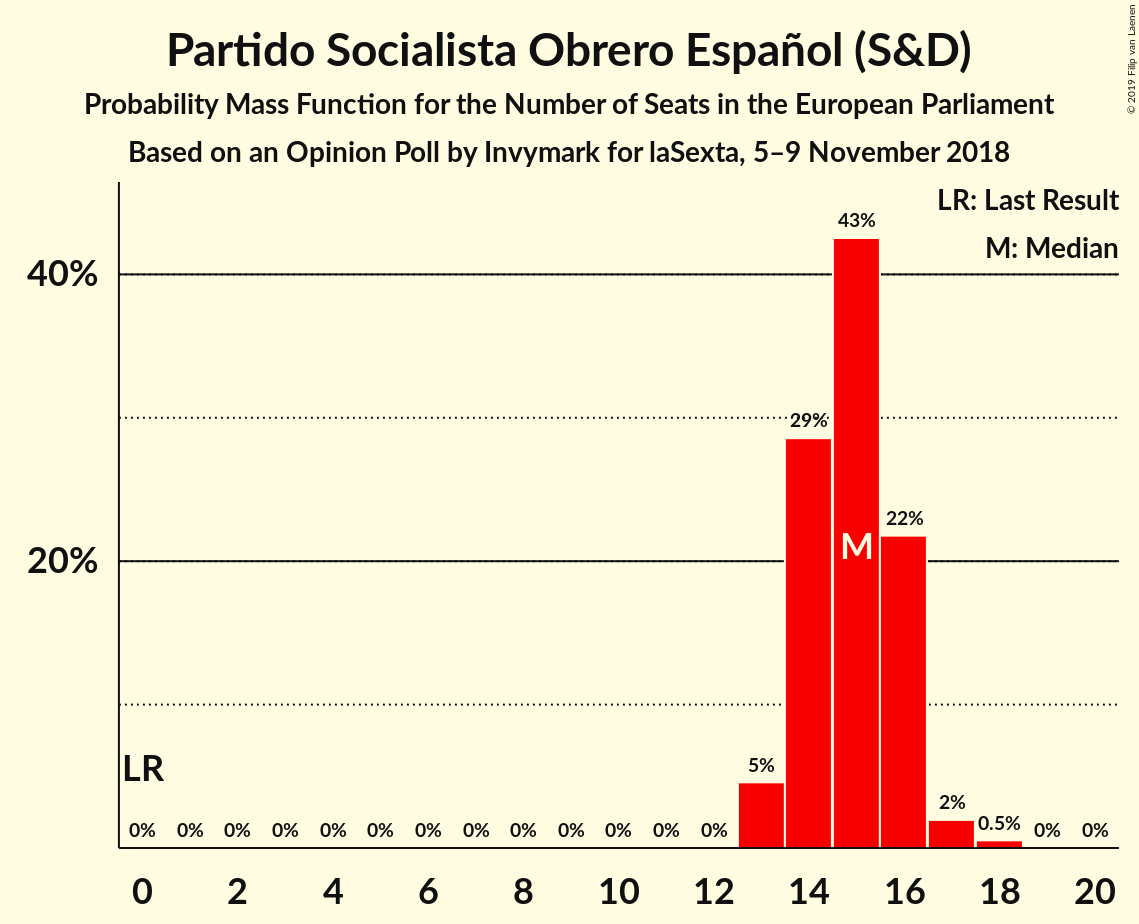 Partido Socialista Obrero Español (S&D)
Probability Mass Function for the Number of Seats in the European Parliament
Based on an Opinion Poll by Invymark for laSexta, 5–9 November 2018
© 2019 Filip van Laenen
LR: Last Result
M: Median
43%
40%
29%
22%
M
20%
LR
5%
2%
0.5%
0% 0% 0% 0% 0% 0% 0% 0% 0% 0% 0% 0% 0% 0% 0%
0 2 4 6 8 10 12 14 16 18 20